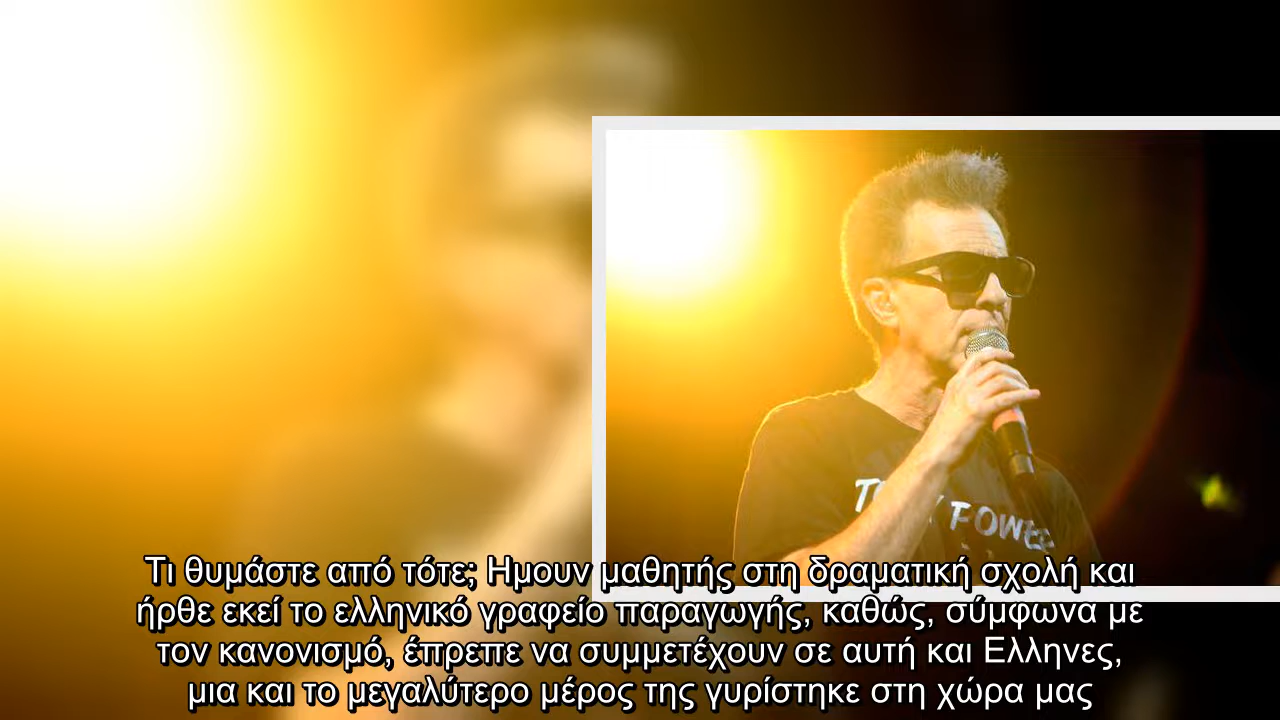 TONY POWER
Τι θυμάστε από τότε; Ημουν μαθητής στη δραματική σχολή και
ήρθε εκεί το ελληνικό γραφείο παραγωγής, καθώς, σύμφωνα με
τον κανονισμό, έπρεπε να συμμετέχουν σε αυτή και Ελληνες,
μια και το μεγαλύτερο μέρος της γυρίστηκε στη χώρα μας